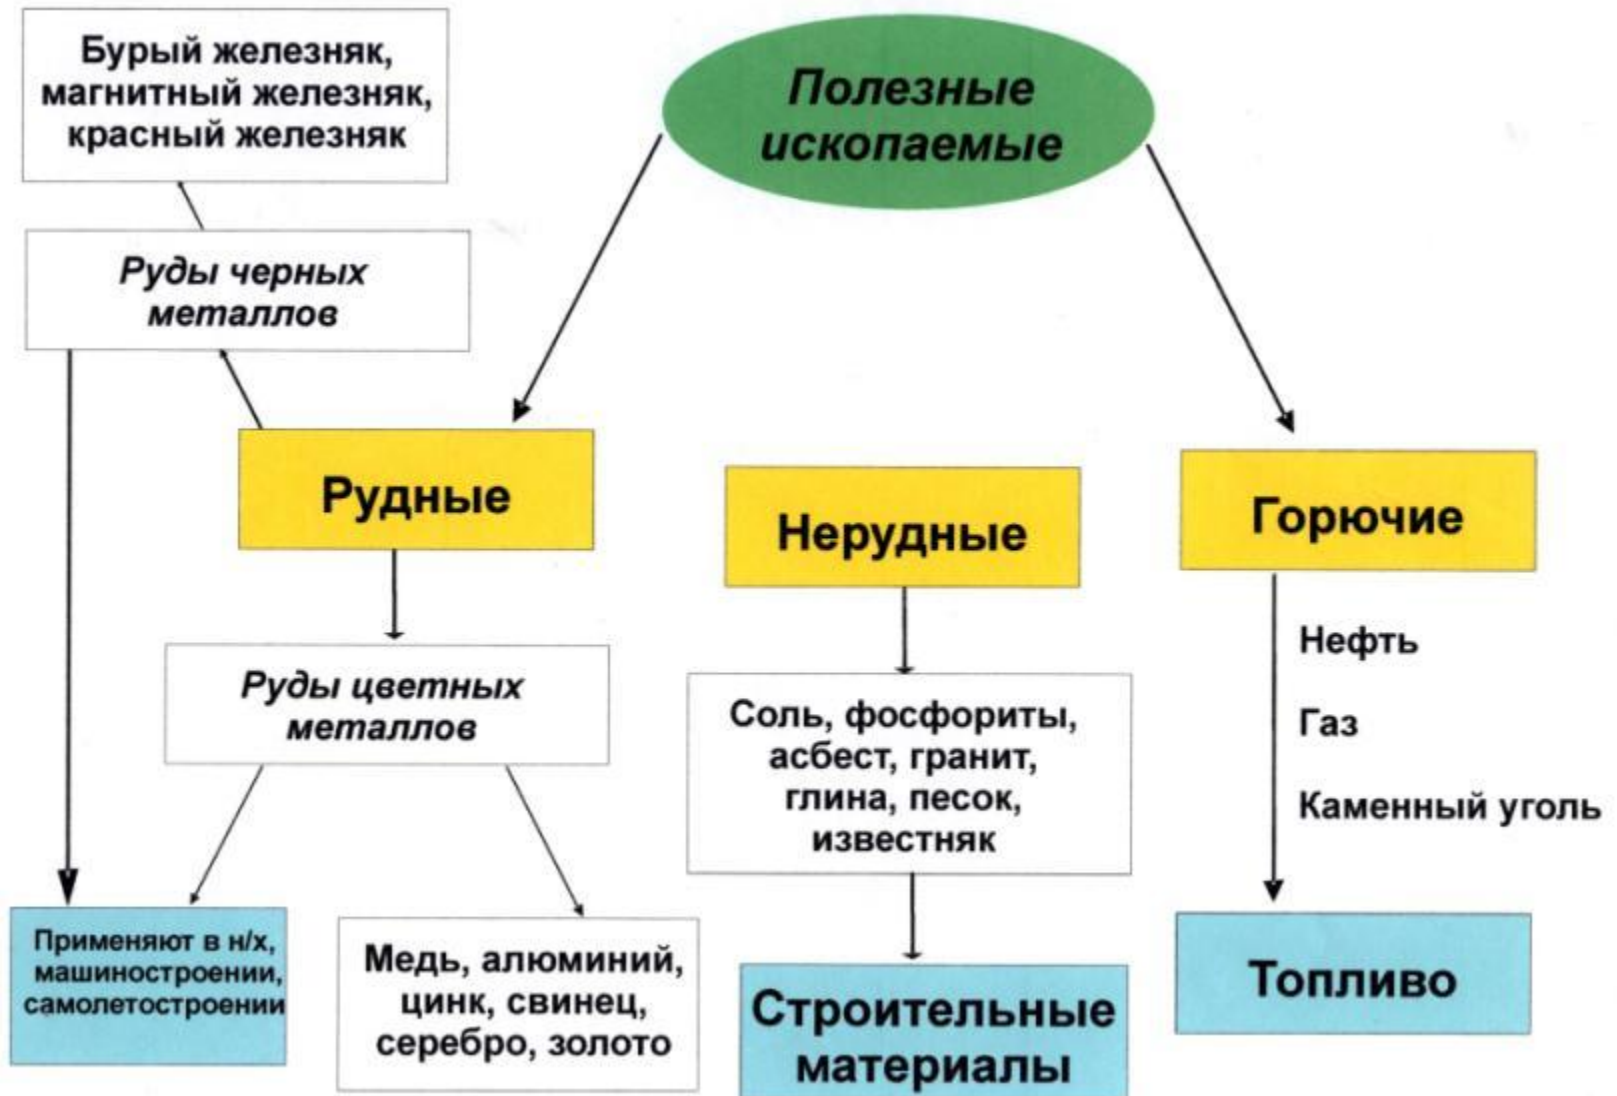 Бурый железняк,
магнитный железняк,
красный железняк
Полезные
ископаемые
Руды черных
металлов
Рудные
Нерудные
Горючие
Руды цветных
металлов
Соль, фосфориты,
асбест, гранит,
глина, песок,
известняк
Нефть
Газ
Каменный уголь
Применяют в н/х,
машиностроении,
самолетостроении
Медь, алюминий,
цинк, свинец,
серебро, золото
Строительные
материалы
Топливо